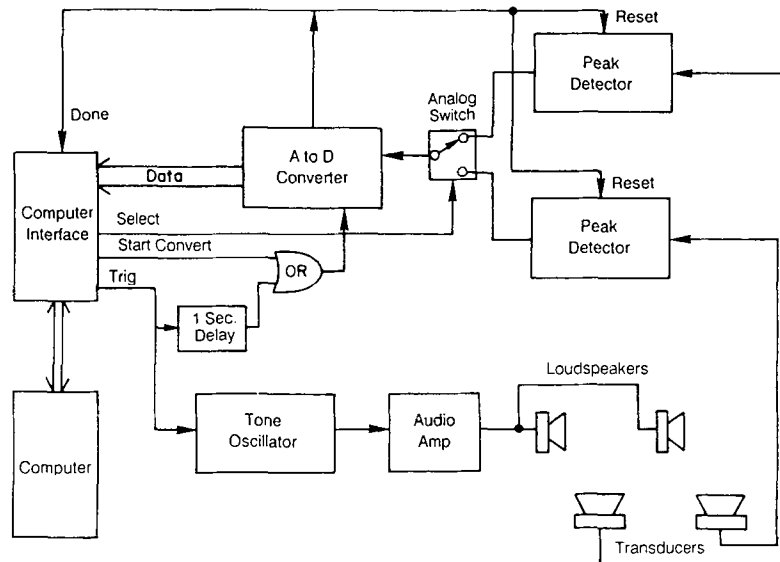 Reset
Peak
Detector
Analog
Switch
Done
A to D
Converter
Data
Computer
Interface
Select
Start Convert
Trig
OR
1 Sec.
Delay
Reset
Peak
Detector
Loudspeakers
Tone
Oscillator
Audio
Amp
Computer
Transducers